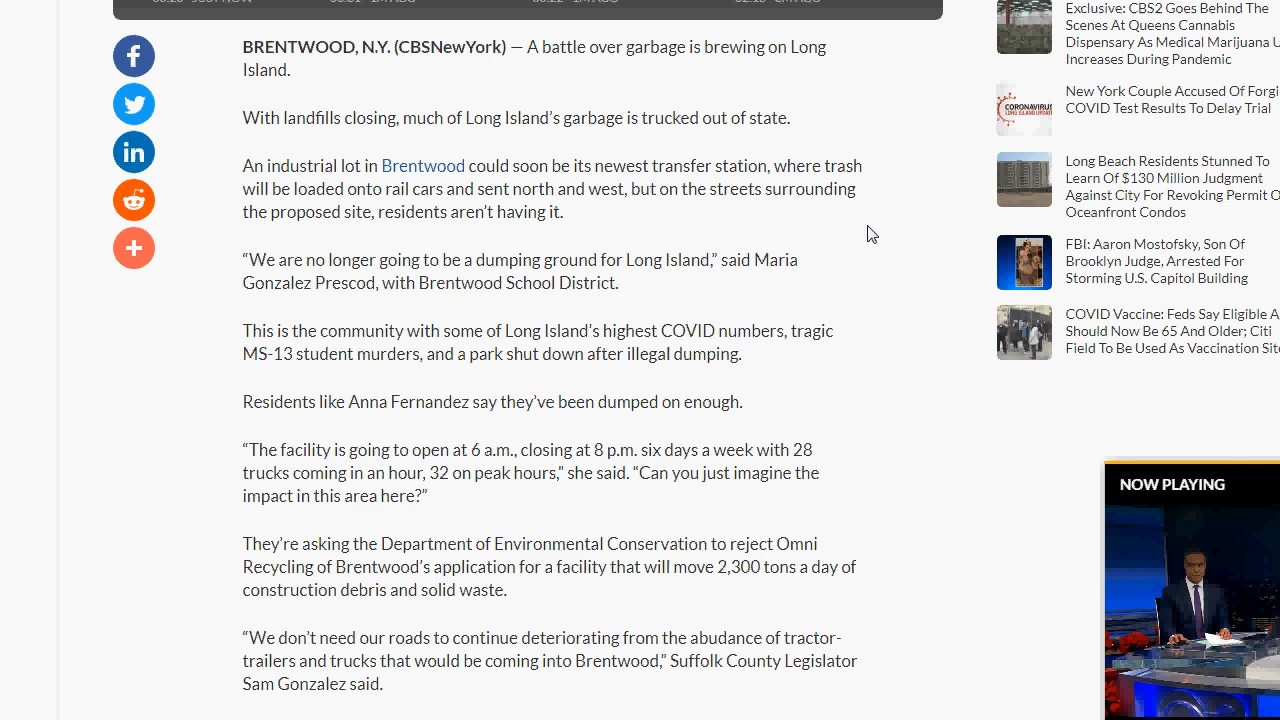 BRENTWOOD, N.Y. (CBSNewYork) — A battle over garbage is brewing on Long
Island.
With landfills closing, much of Long Island’s garbage is trucked out of state.
An industrial lot in Brentwood could soon be its newest transfer station, where trash
will be loaded onto rail cars and sent north and west, but on the streets surrounding
the proposed site, residents aren’t having it.
“We are no longer going to be a dumping ground for Long Island,” said Maria
Gonzalez Prescod, with Brentwood School District.
This is the community with some of Long Island’s highest COVID numbers, tragic
MS-13 student murders, and a park shut down after illegal dumping.
Residents like Anna Fernandez say they’ve been dumped on enough.
“The facility is going to open at 6 a.m., closing at 8 p.m. six days a week with 28
trucks coming in an hour, 32 on peak hours,” she said. “Can you just imagine the
impact in this area here?”
They’re asking the Department of Environmental Conservation to reject Omni
Recycling of Brentwood’s application for a facility that will move 2,300 tons a day of
construction debris and solid waste.
“We don’t need our roads to continue deteriorating from the abudance of tractor-
trailers and trucks that would be coming into Brentwood,” Suffolk County Legislator
Sam Gonzalez said.
Exclusive: CBS2 Goes Behind The
Scenes At Queens Cannabis
Dispensary As Medical Marijuana U
Increases During Pandemic
CORONAVIRUS
New York Couple Accused Of Forgi
COVID Test Results To Delay Trial
Long Beach Residents Stunned To
Learn Of $130 Million Judgment
Against City For Revoking Permit O
Oceanfront Condos
FBI: Aaron Mostofsky, Son Of
Brooklyn Judge, Arrested For
Storming U.S. Capitol Building
COVID Vaccine: Feds Say Eligible A
Should Now Be 65 And Older; Citi
Field To Be Used As Vaccination Site
NOW PLAYING